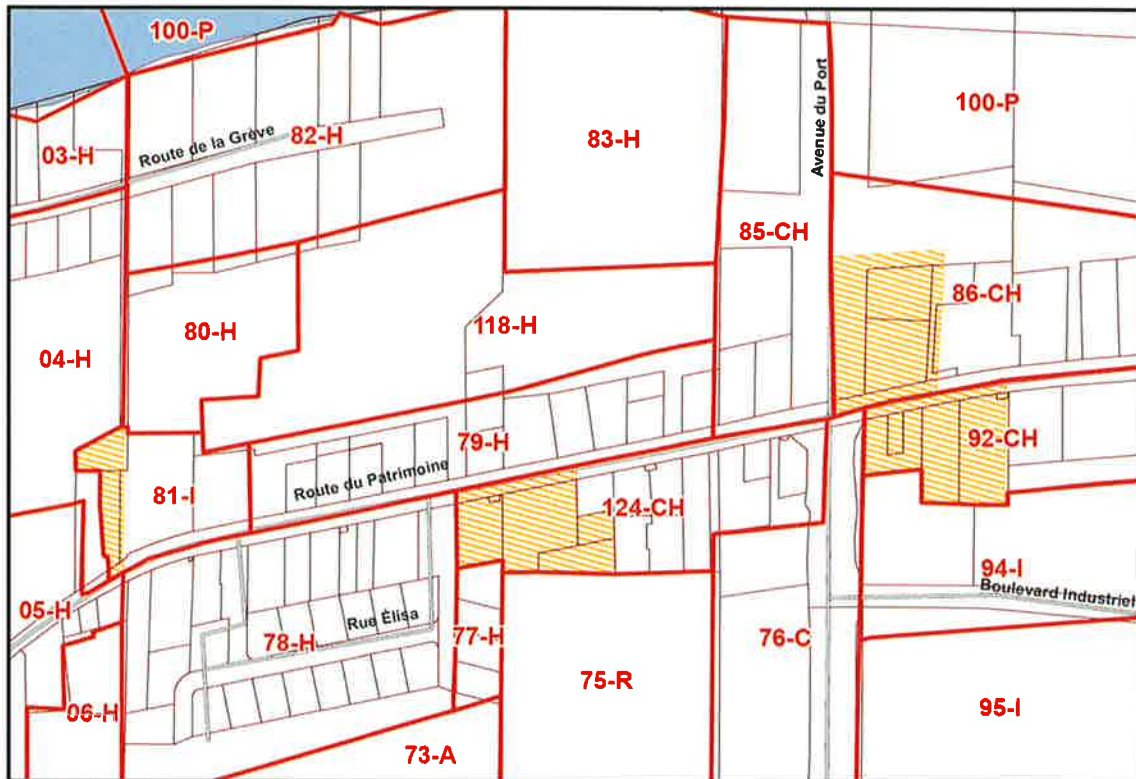 100-P
Avenue du Port
100-P
03-H
Route de la Grève
82-H
83-H
85-CH
86-CH
80-H
118-H
04-H
79-H
92-CH
81-I
Route du Patrimoine
124-CH
94-I
Boulevard Industriel
05-H
78-H
Rue Élisa
77-H
76-C
75-R
06-H
95-I
73-A